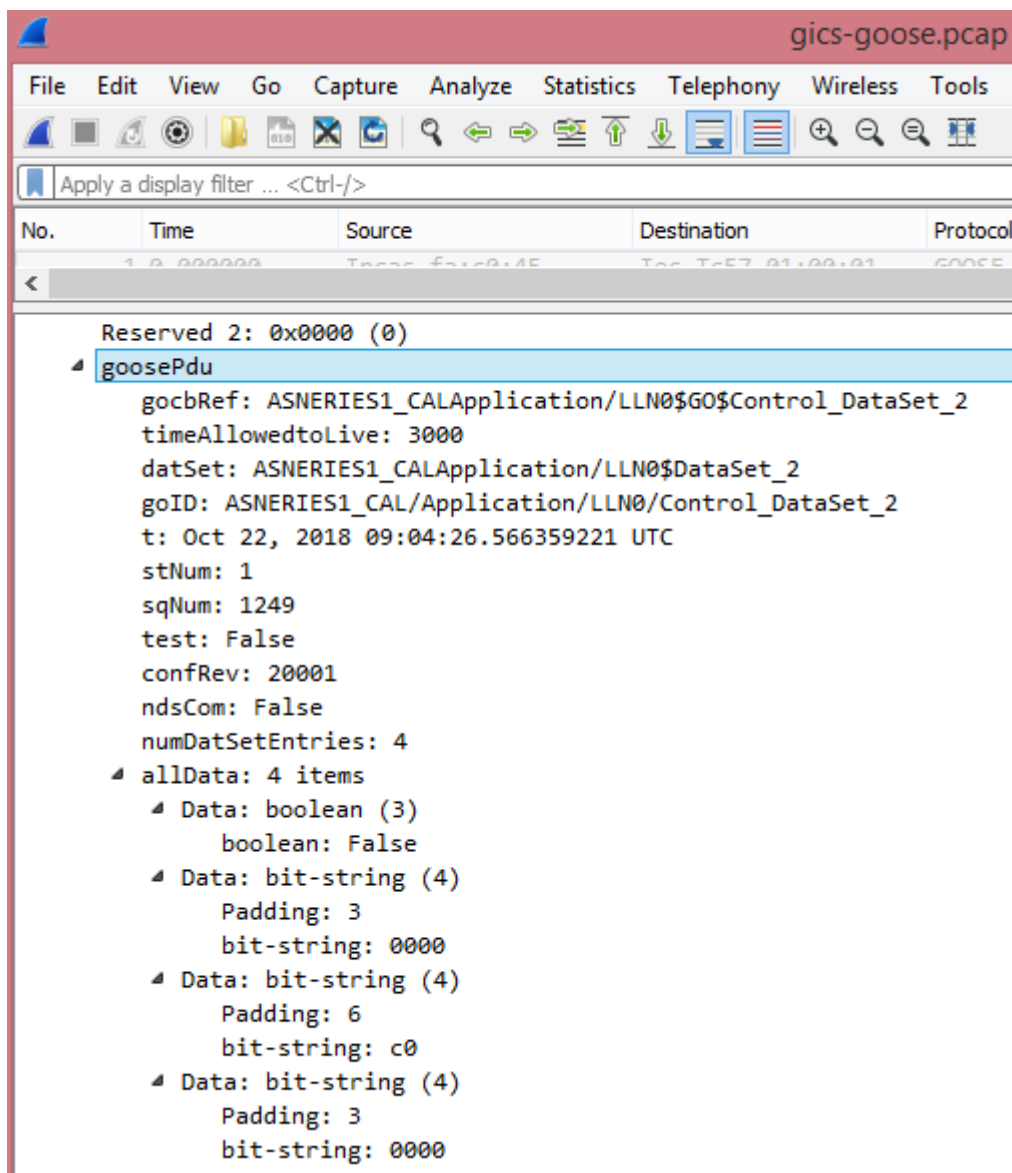 gics-goose.pcap
File Edit View Go Capture Analyze Statistics Telephony Wireless Tools
Apply a display filter ... <Ctrl-/>
No. Time Source Destination Protocol
1 0.000000
Reserved 2: 0x0000 (0)
goosePdu
gocbRef: ASNERIES1_CALApplication/LLN0$GO$Control_DataSet_2
timeAllowedtoLive: 3000
datSet: ASNERIES1_CALApplication/LLN0$DataSet_2
goID: ASNERIES1_CAL/Application/LLN0/Control_DataSet_2
t: Oct 22, 2018 09:04:26.566359221 UTC
stNum: 1
sqNum: 1249
test: False
confRev: 20001
ndsCom: False
numDatSetEntries: 4
allData: 4 items
Data: boolean (3)
boolean: False
Data: bit-string (4)
Padding: 3
bit-string: 0000
Data: bit-string (4)
Padding: 6
bit-string: c0
Data: bit-string (4)
Padding: 3
bit-string: 0000